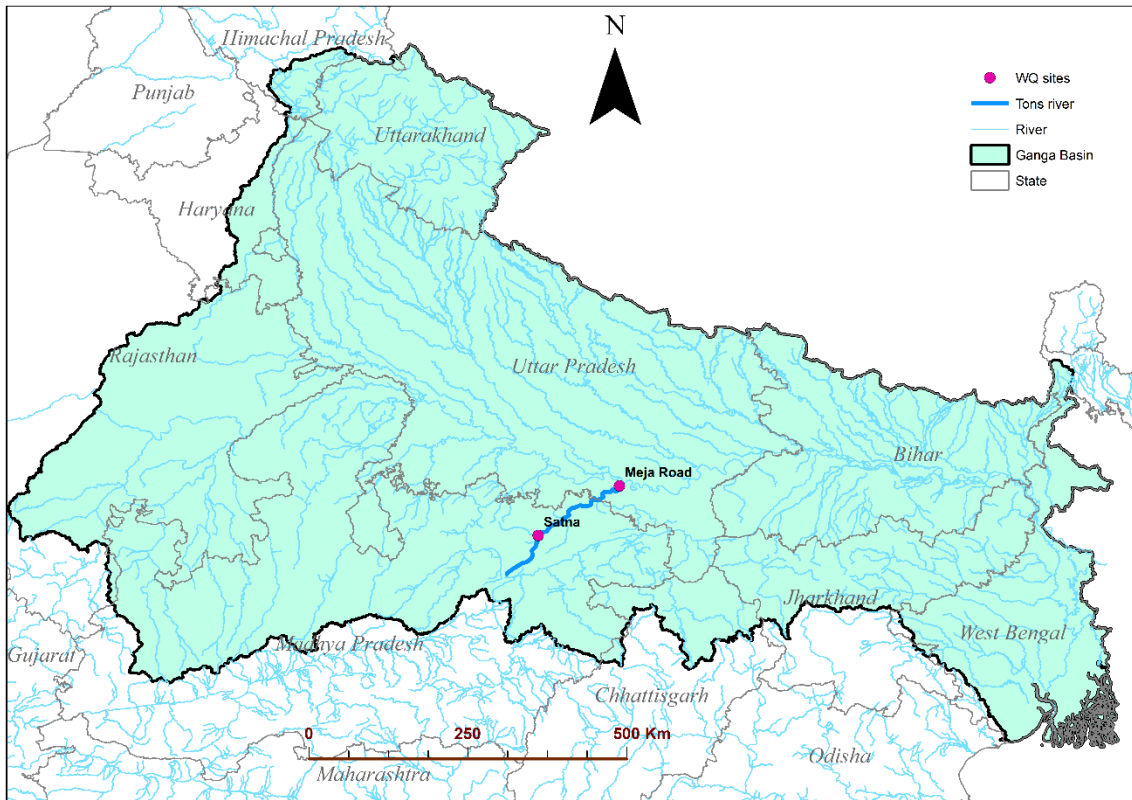 N
Himachal Pradesh
Punjab
Uttarakhand
Haryana
WQ sites
Tons river
River
Ganga Basin
State
Rajasthan
Uttar Pradesh
Bihar
Meja Road
Satna
Jharkhand
West Bengal
Gujarat
Madhya Pradesh
Chhattisgarh
0 250 500 Km
Maharashtra
Odisha